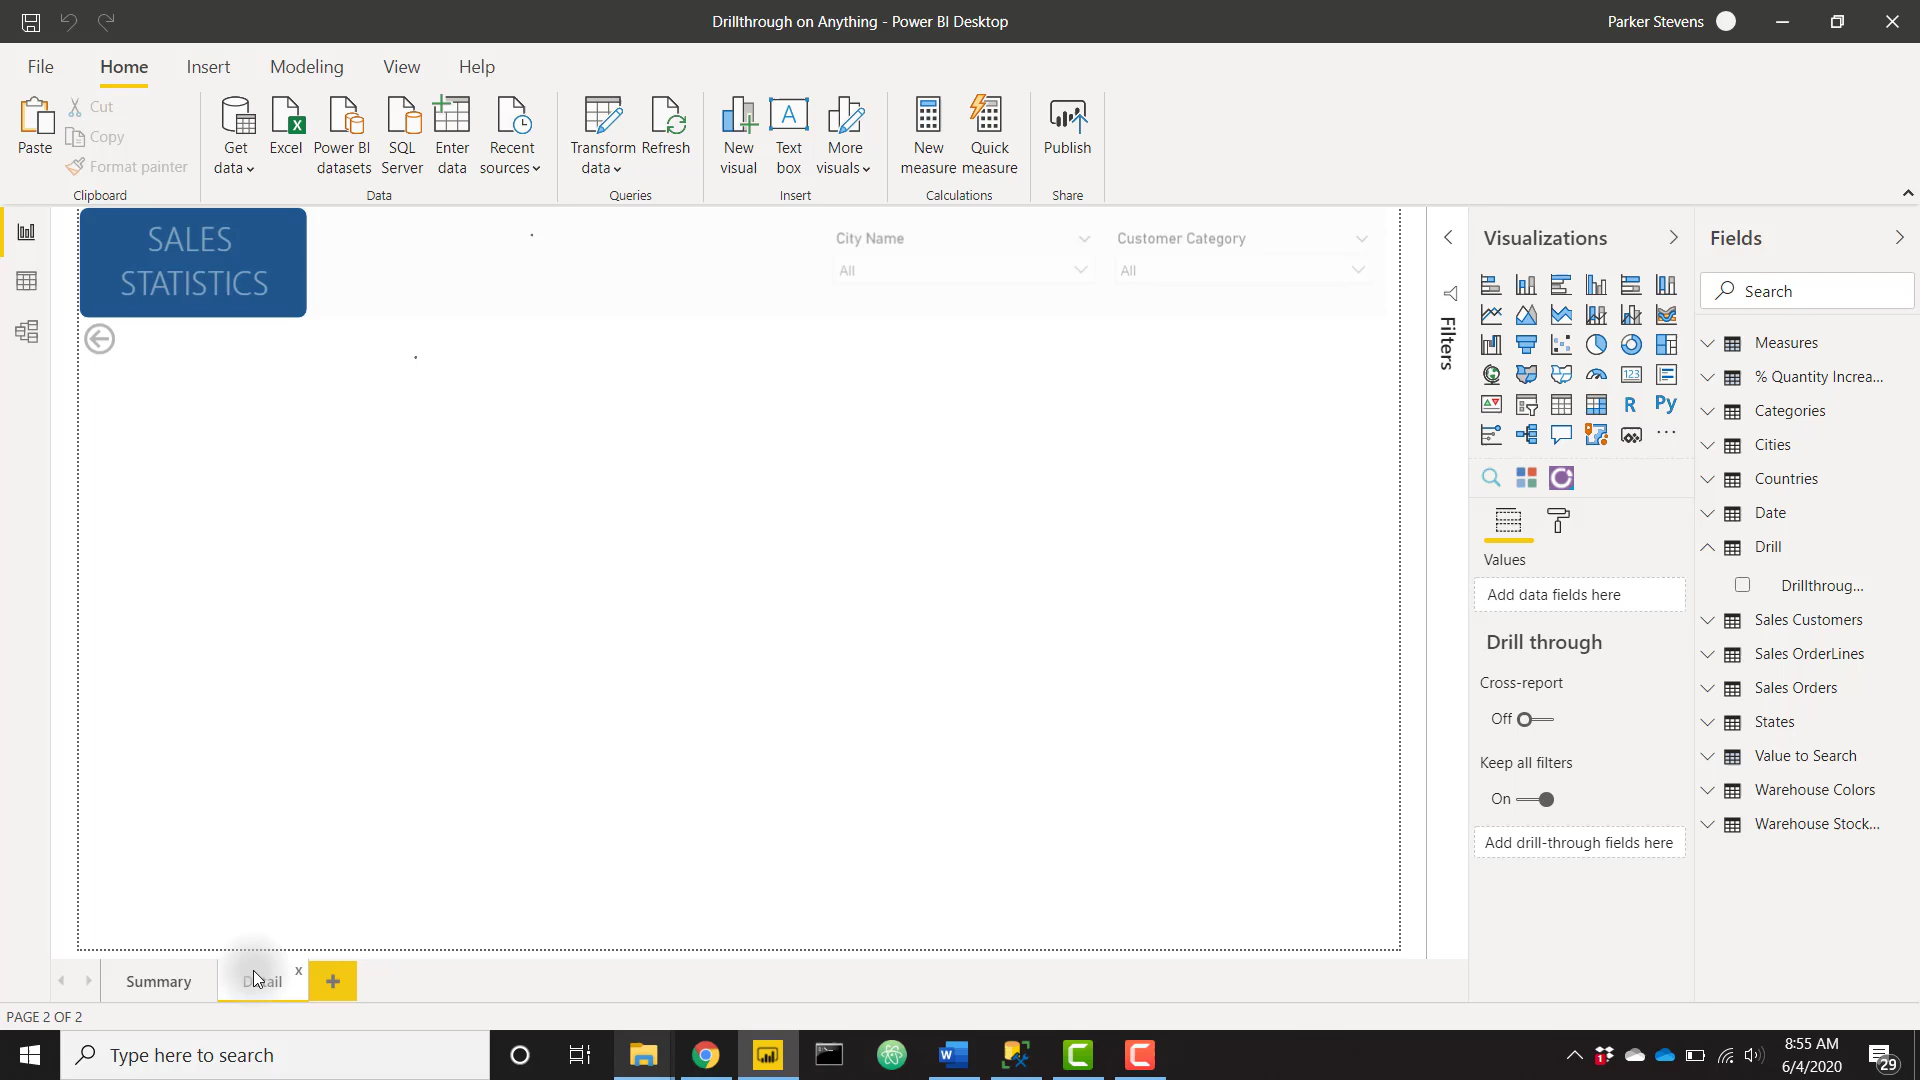 Drillthrough on Anything - Power BI Desktop
Parker Stevens
File
Home
Insert
Modeling
View
Help
Paste
Cut
Copy
Format painter
Clipboard
Get
data
Excel
Power BI
datasets
SQL
Server
Enter
data
Recent
sources
Data
Transform
data
Refresh
Queries
New
visual
Text
box
More
visuals
Insert
New
measure
Quick
measure
Calculations
Publish
Share
SALES
STATISTICS
City Name
All
Customer Category
All
Filters
Visualizations
123
R
Py
Values
Add data fields here
Drill through
Cross-report
Off
Keep all filters
On
Add drill-through fields here
Fields
Search
Measures
% Quantity Increa...
Categories
Cities
Countries
Date
Drill
Drillthroug...
Sales Customers
Sales OrderLines
Sales Orders
States
Value to Search
Warehouse Colors
Warehouse Stock...
Summary
Detail
x
PAGE 2 OF 2
Type here to search
8:55 AM
6/4/2020
29